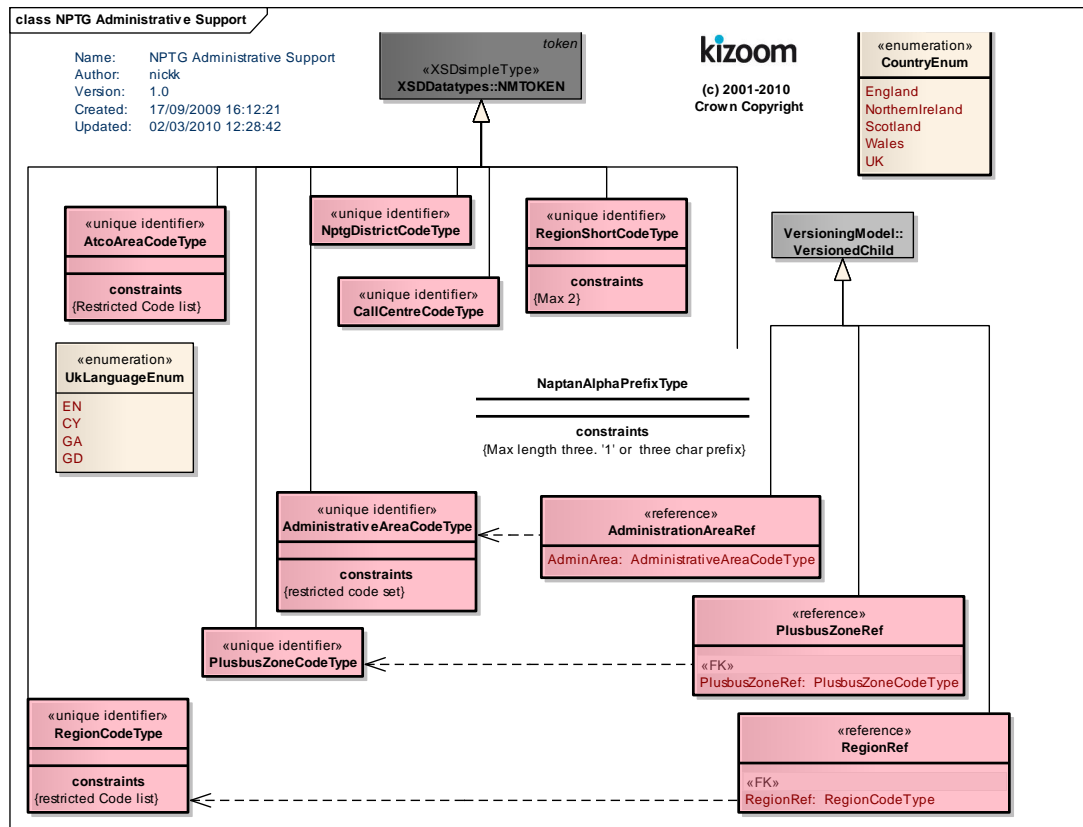 class NPTG Administrative Support
Name: NPTG Administrative Support
Author: nickk
Version: 1.0
Created: 17/09/2009 16:12:21
Updated: 02/03/2010 12:28:42
token
«XSDsimpleType»
XSDDatatypes::NMTOKEN
kizoom
(c) 2001-2010
Crown Copyright
«enumeration»
CountryEnum
England
NorthernIreland
Scotland
Wales
UK
«unique identifier»
AtcoAreaCodeType
constraints
{Restricted Code list}
«unique identifier»
NptgDistrictCodeType
«unique identifier»
CallCentreCodeType
«unique identifier»
RegionShortCodeType
constraints
{Max 2}
VersioningModel::
VersionedChild
«enumeration»
UkLanguageEnum
EN
CY
GA
GD
NaptanAlphaPrefixType
constraints
{Max length three. '1' or three char prefix}
«unique identifier»
AdministrativeAreaCodeType
constraints
{restricted code set}
«reference»
AdministrationAreaRef
AdminArea: AdministrativeAreaCodeType
«unique identifier»
PlusbusZoneCodeType
«reference»
PlusbusZoneRef
«FK»
PlusbusZoneRef: PlusbusZoneCodeType
«unique identifier»
RegionCodeType
constraints
{restricted Code list}
«reference»
RegionRef
«FK»
RegionRef: RegionCodeType